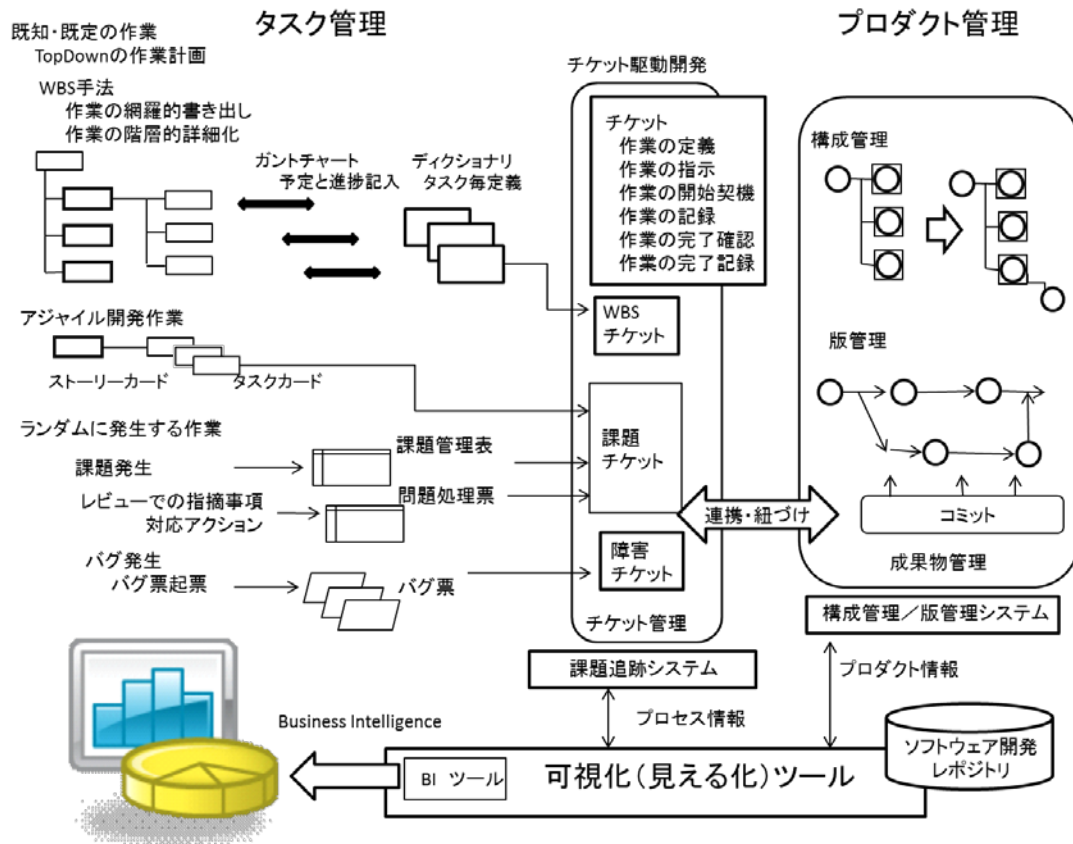 タスク管理
プロダクト管理
既知・既定の作業
TopDownの作業計画
WBS手法
作業の網羅的書き出し
作業の階層的詳細化
ガントチャート
予定と進捗記入
ディクショナリ
タスク毎定義
チケット駆動開発
チケット
作業の定義
作業の指示
作業の開始契機
作業の記録
作業の完了確認
作業の完了記録
WBS
チケット
アジャイル開発作業
ストーリーカード
タスクカード
課題
チケット
ランダムに発生する作業
課題発生
課題管理表
レビューでの指摘事項
対応アクション
問題処理票
バグ発生
バグ票起票
バグ票
障害
チケット
チケット管理
連携・紐づけ
構成管理
版管理
コミット
成果物管理
構成管理／版管理システム
課題追跡システム
プロセス情報
プロダクト情報
Business Intelligence
BI ツール
可視化（見える化）ツール
ソフトウェア開発
レポジトリ